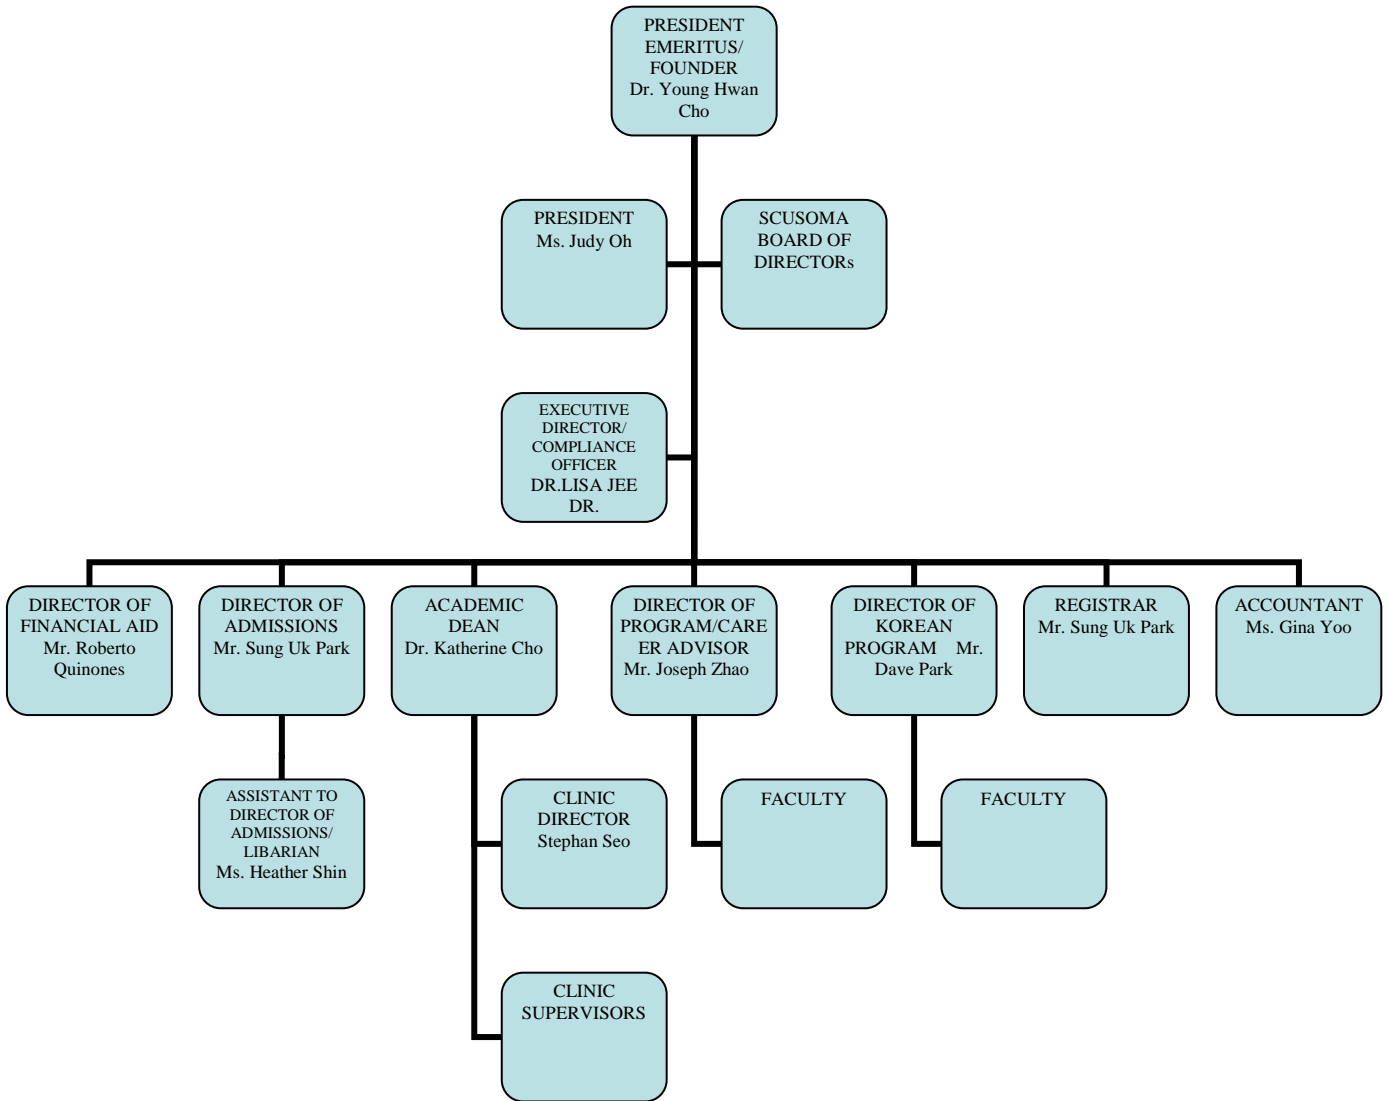 PRESIDENT
EMERITUS/
FOUNDER
Dr. Young Hwan
Cho
PRESIDENT
Ms. Judy Oh
SCUSOMA
BOARD OF
DIRECTORs
EXECUTIVE
DIRECTOR/
COMPLIANCE
OFFICER
DR.LISA JEE
DR.
DIRECTOR OF
FINANCIAL AID
Mr. Roberto
Quinones
DIRECTOR OF
ADMISSIONS
Mr. Sung Uk Park
ACADEMIC
DEAN
Dr. Katherine Cho
DIRECTOR OF
PROGRAM/CARE
ER ADVISOR
Mr. Joseph Zhao
DIRECTOR OF
KOREAN
PROGRAM Mr.
Dave Park
REGISTRAR
Mr. Sung Uk Park
ACCOUNTANT
Ms. Gina Yoo
ASSISTANT TO
DIRECTOR OF
ADMISSIONS/
LIBARIAN
Ms. Heather Shin
CLINIC
DIRECTOR
Stephan Seo
FACULTY
FACULTY
CLINIC
SUPERVISORS